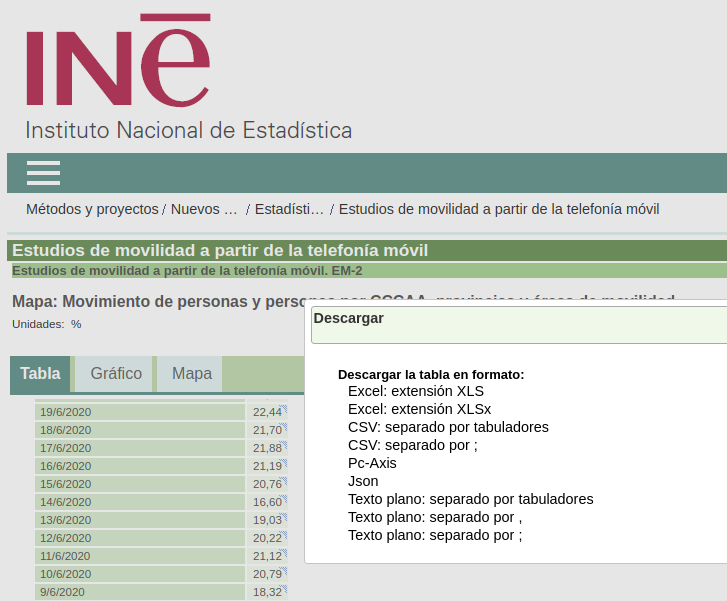 INe
Instituto Nacional de Estadística
Métodos y proyectos / Nuevos … / Estadísti… / Estudios de movilidad a partir de la telefonía móvil
Estudios de movilidad a partir de la telefonía móvil
Estudios de movilidad a partir de la telefonía móvil. EM-2
Mapa: Movimiento de personas y personas por CCCAA, provincias y áreas de movilidad
Unidades: %
Descargar
Tabla Gráfico Mapa
Descargar la tabla en formato:
Excel: extensión XLS
Excel: extensión XLSx
CSV: separado por tabuladores
CSV: separado por ;
Pc-Axis
Json
Texto plano: separado por tabuladores
Texto plano: separado por ,
Texto plano: separado por ;
19/6/2020 22,44
18/6/2020 21,70
17/6/2020 21,88
16/6/2020 21,19
15/6/2020 20,76
14/6/2020 16,60
13/6/2020 19,03
12/6/2020 20,22
11/6/2020 21,12
10/6/2020 20,79
9/6/2020 18,32